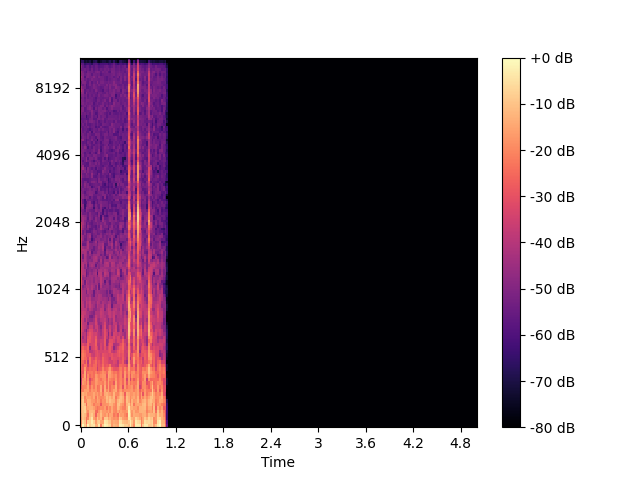 +0 dB
8192
-10 dB
4096
-20 dB
-30 dB
2048
Hz
-40 dB
1024
-50 dB
512
-60 dB
-70 dB
0
-80 dB
0 0.6 1.2 1.8 2.4 3 3.6 4.2 4.8
Time